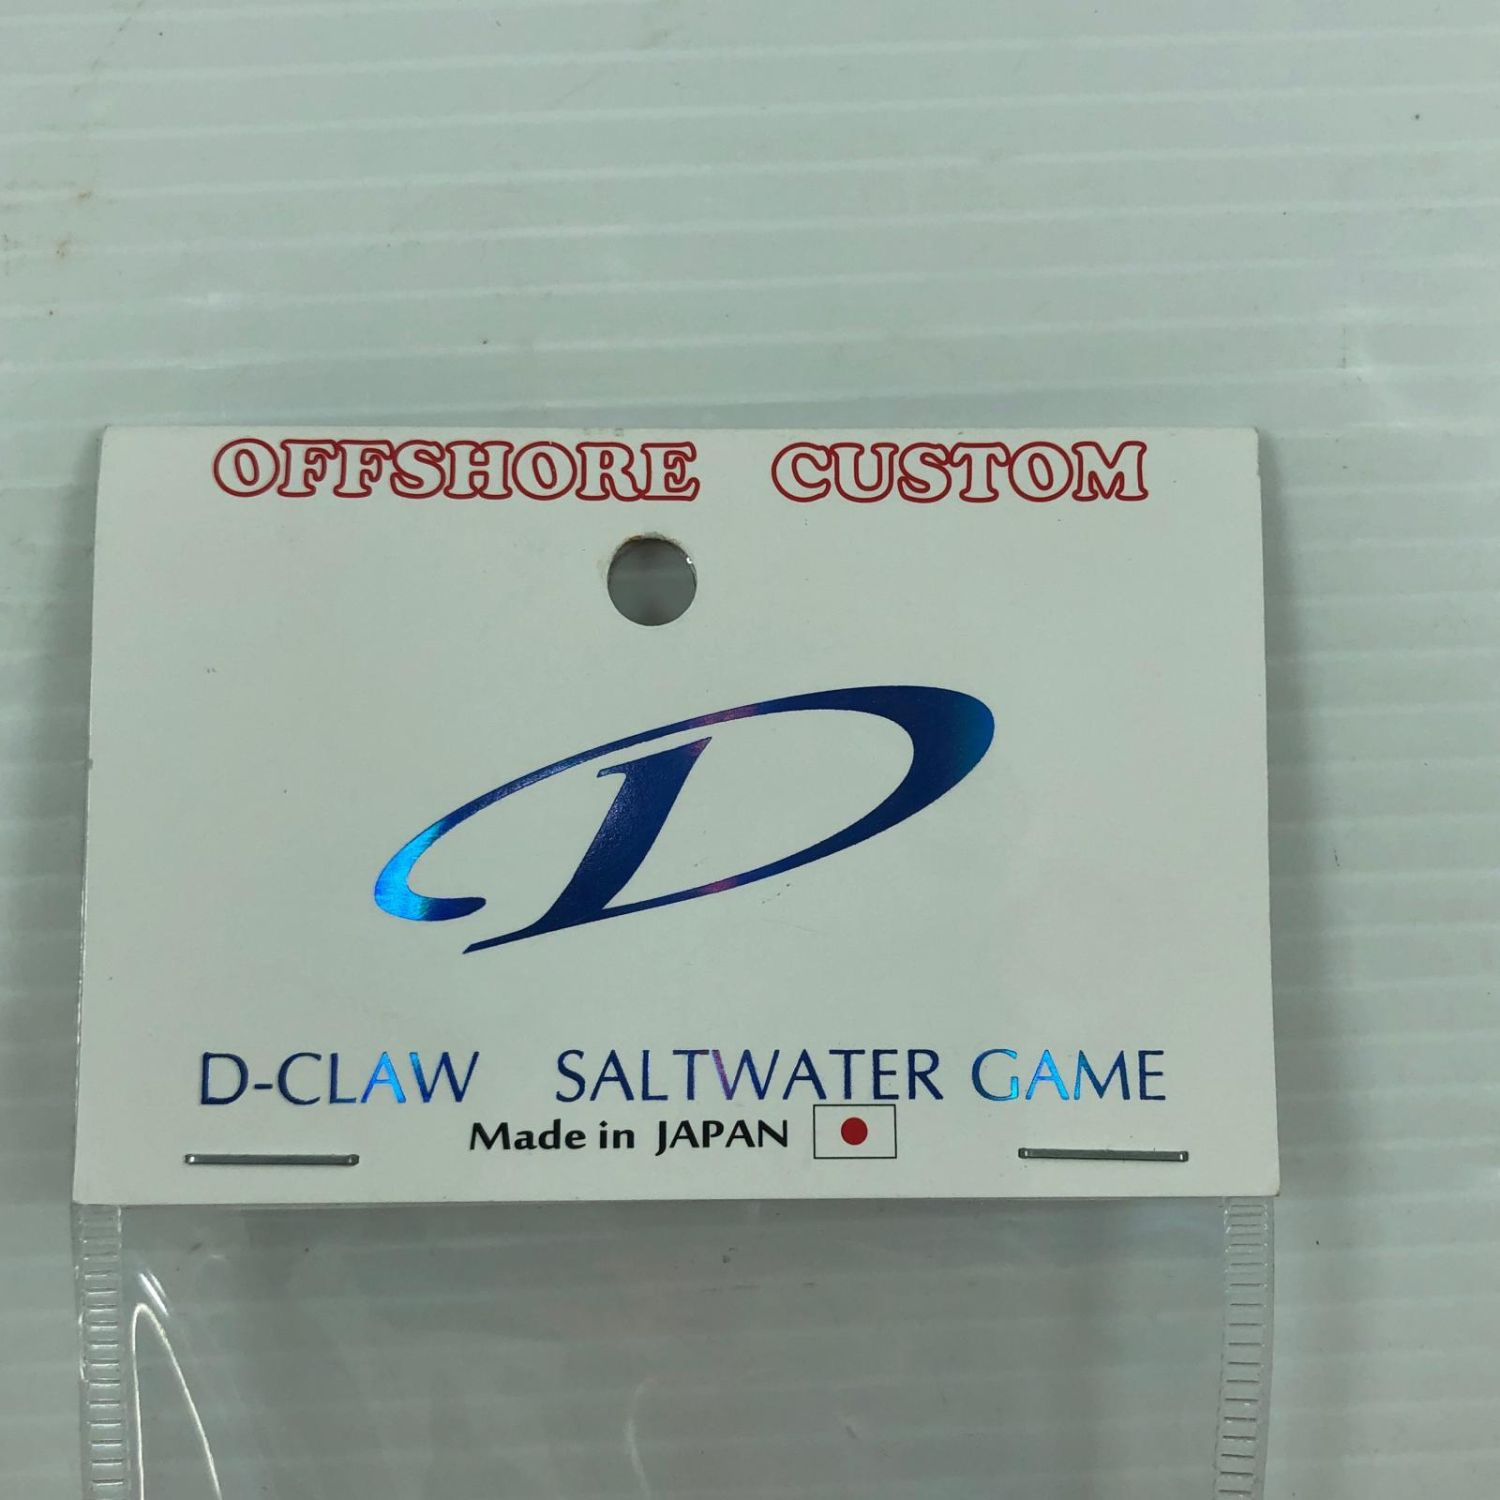 OFFSHORE CUSTOM
D
D-CLAW SALTWATER GAME
Made in JAPAN